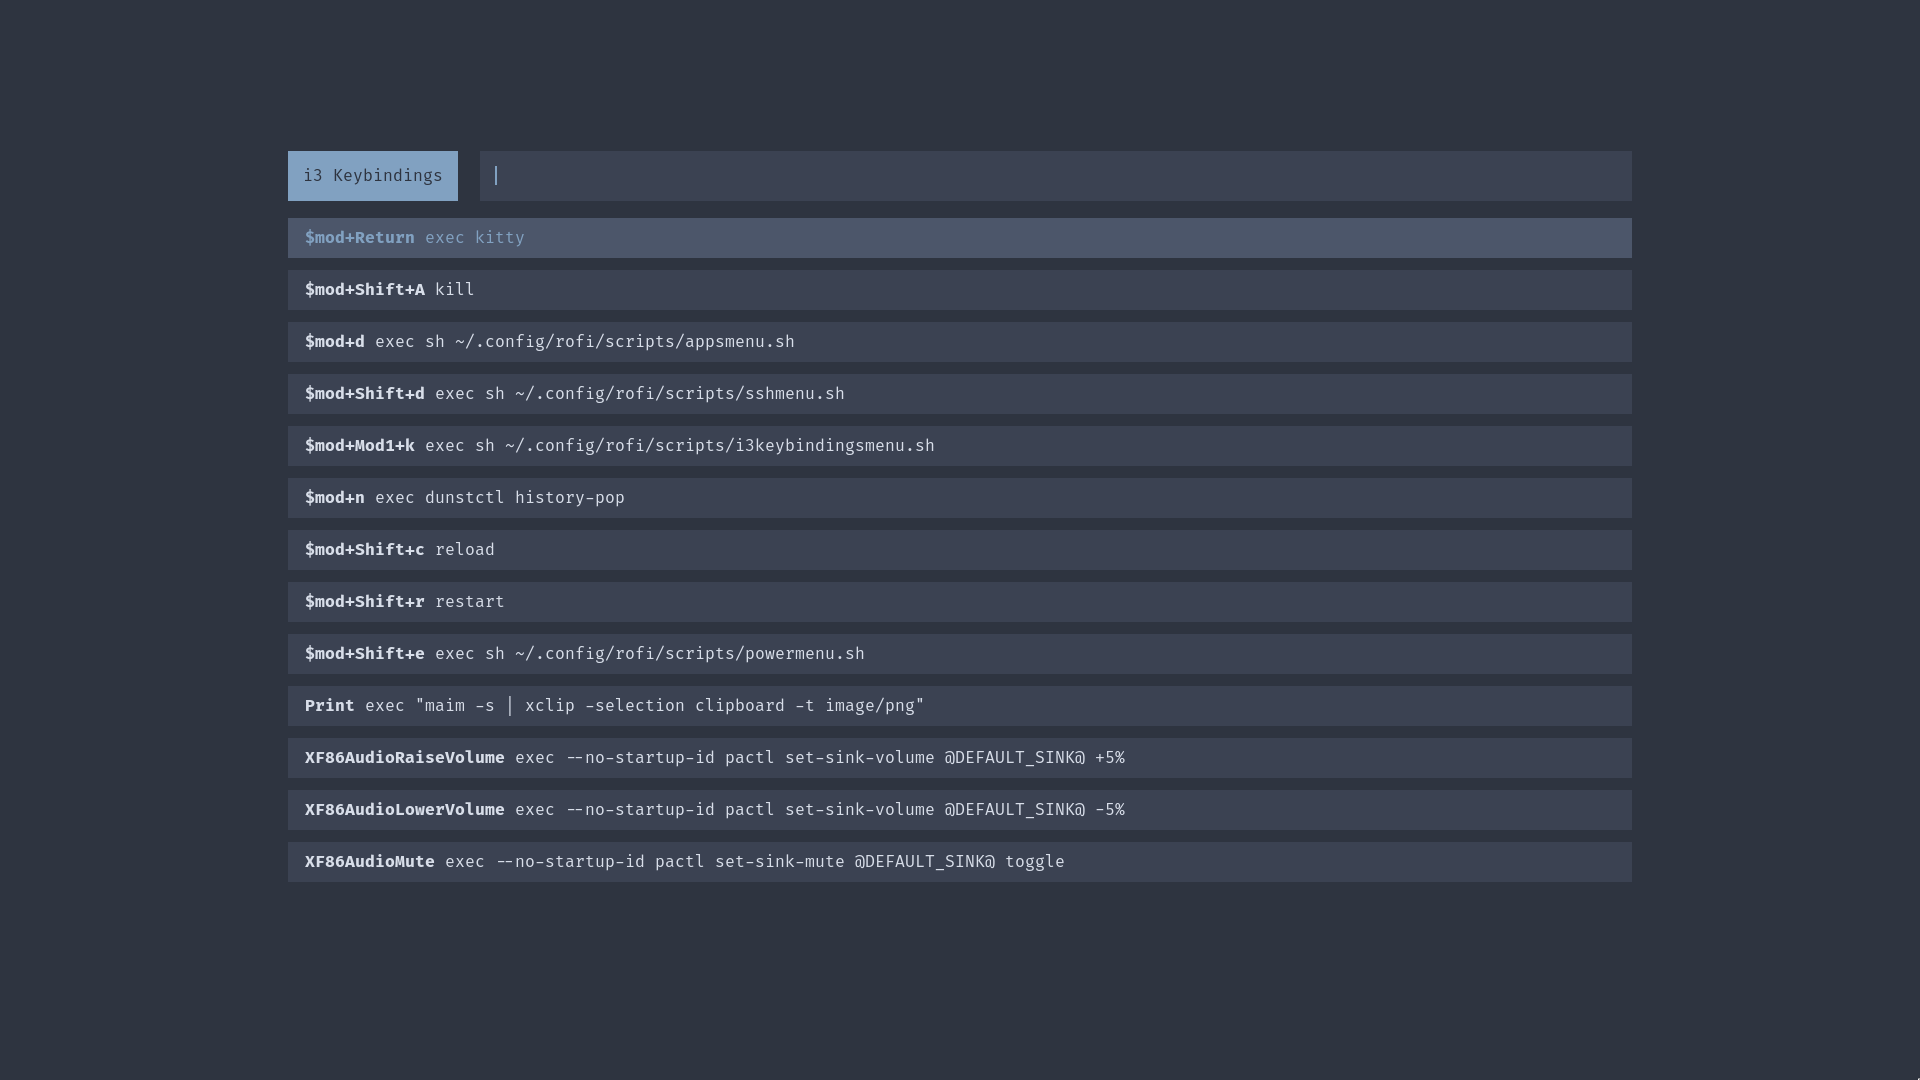 i3 Keybindings
$mod+Return exec kitty
$mod+Shift+A kill
$mod+d exec sh ~/.config/rofi/scripts/appsmenu.sh
$mod+Shift+d exec sh ~/.config/rofi/scripts/sshmenu.sh
$mod+Mod1+k exec sh ~/.config/rofi/scripts/i3keybindingsmenu.sh
$mod+n exec dunstctl history-pop
$mod+Shift+c reload
$mod+Shift+r restart
$mod+Shift+e exec sh ~/.config/rofi/scripts/powermenu.sh
Print exec "maim -s | xclip -selection clipboard -t image/png"
XF86AudioRaiseVolume exec --no-startup-id pactl set-sink-volume @DEFAULT_SINK@ +5%
XF86AudioLowerVolume exec --no-startup-id pactl set-sink-volume @DEFAULT_SINK@ -5%
XF86AudioMute exec --no-startup-id pactl set-sink-mute @DEFAULT_SINK@ toggle